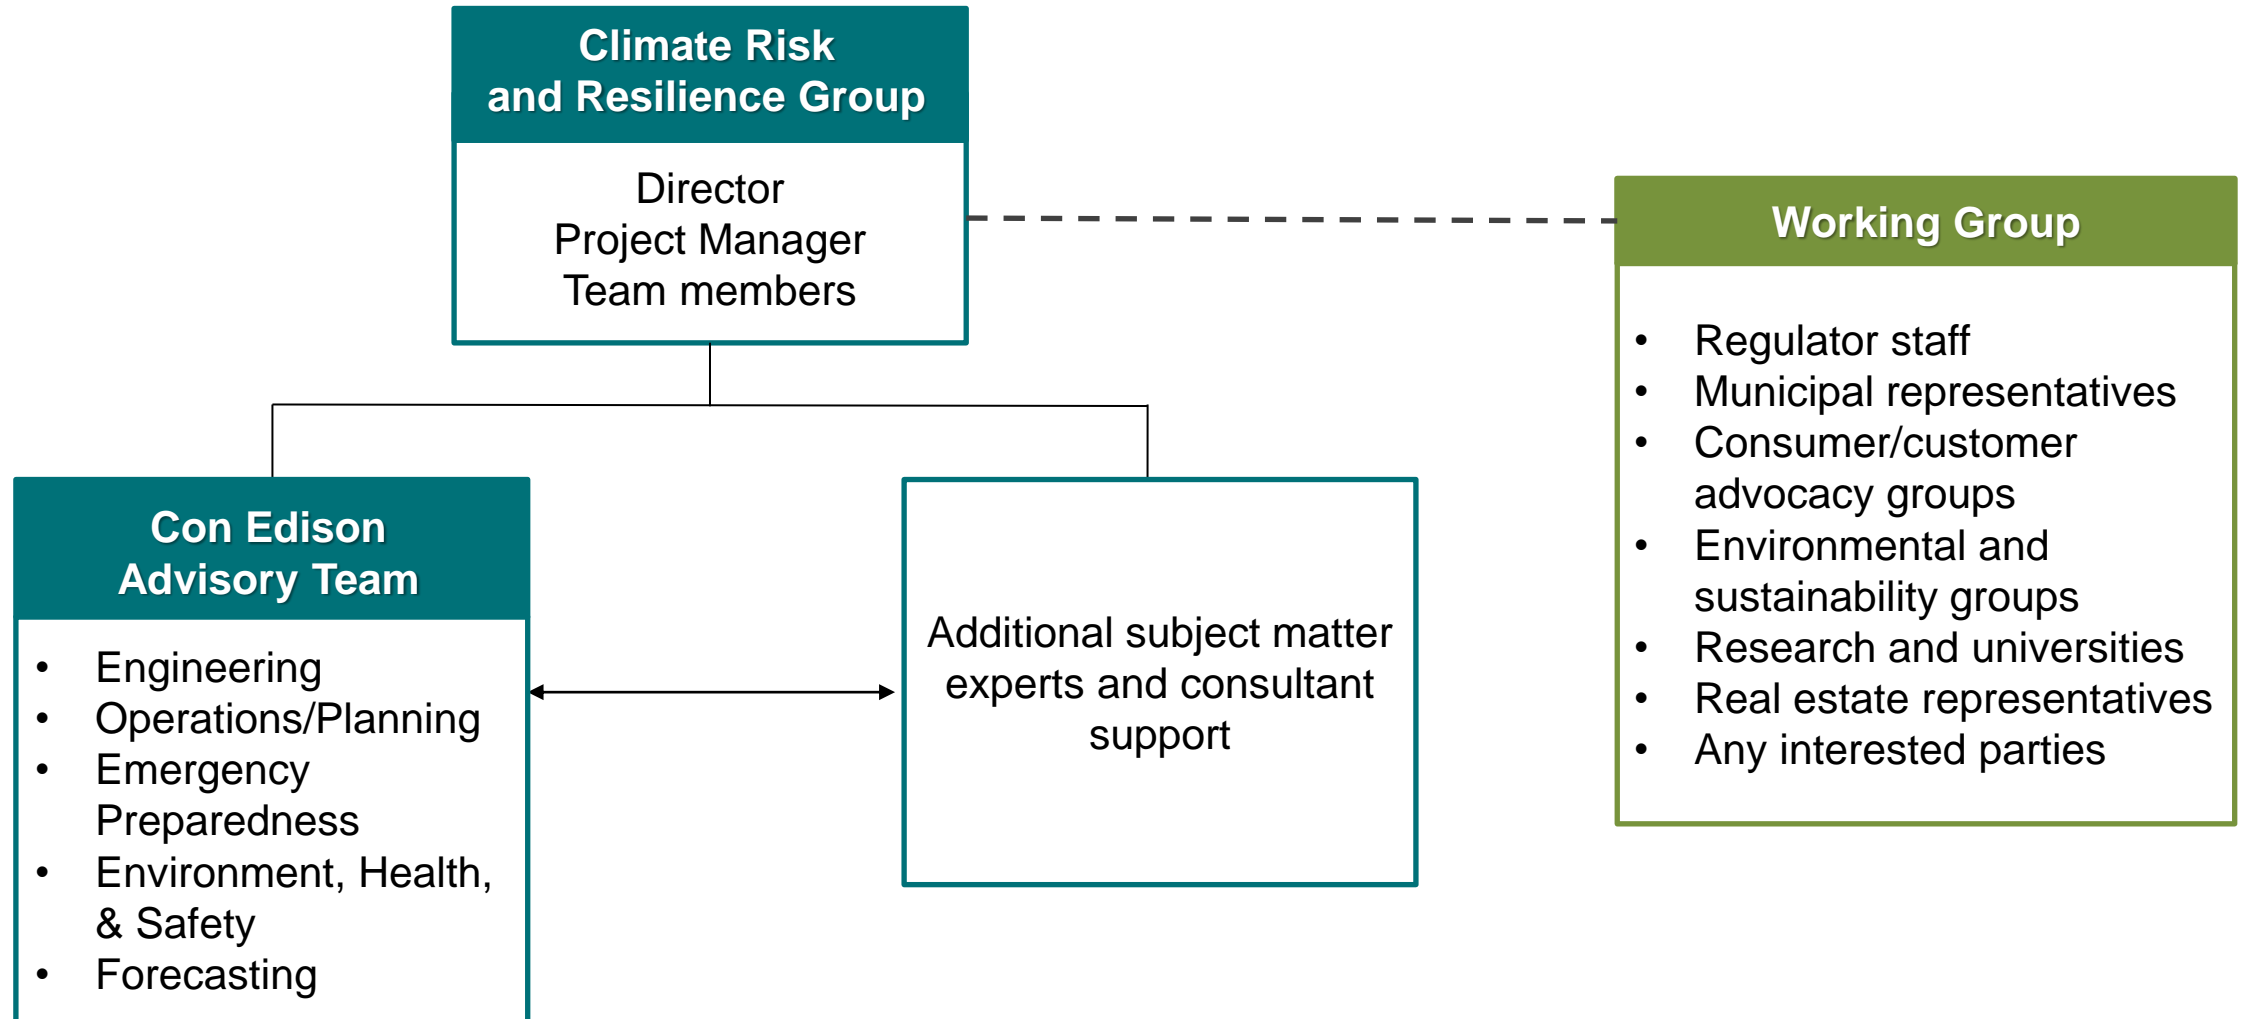 Climate Risk
and Resilience Group
Director
Project Manager
Team members
Working Group
• Regulator staff
• Municipal representatives
• Consumer/customer
advocacy groups
• Environmental and
sustainability groups
• Research and universities
• Real estate representatives
• Any interested parties
Con Edison
Advisory Team
• Engineering
• Operations/Planning
• Emergency
Preparedness
• Environment, Health,
& Safety
• Forecasting
Additional subject matter
experts and consultant
support